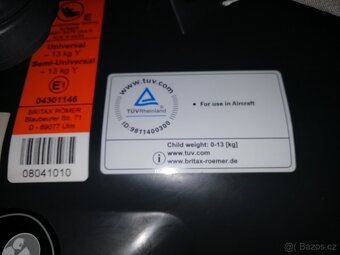 E
Universal
– 13 kg Y
Semi-Universal
– 13 kg Y
E1
04301146
BRITAX RÖMER
Blaubeurer Str. 71
D - 89077 Ulm
08041010
www.tuv.com
TÜVRheinland
ID:9811400300
• For use in Aircraft
Child weight: 0-13 [kg]
www.tuv.com
www.britax-roemer.de
Bazos.cz